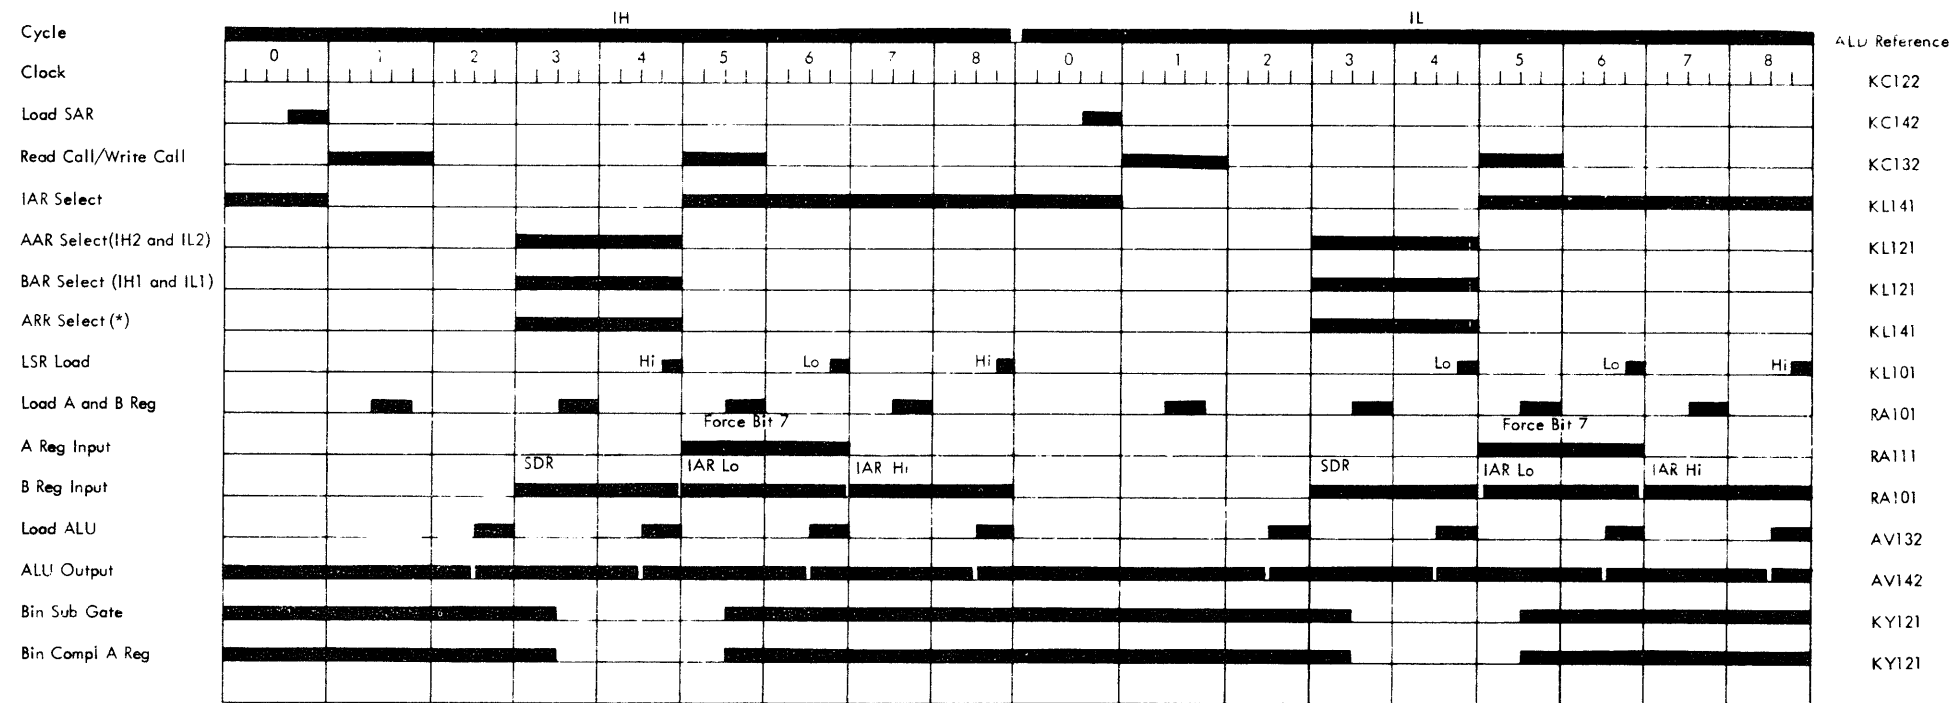 IH IL
Cycle ALD Reference
0 1 2 3 4 5 6 7 8 0 1 2 3 4 5 6 7 8
Clock KC122
Load SAR KC142
Read Call/Write Call KC132
IAR Select KL141
AAR Select(IH2 and IL2) KL121
BAR Select (IH1 and IL1) KL121
ARR Select (*) KL141
LSR Load Hi Lo Hi Lo Lo Hi KL101
Load A and B Reg RA101
Force Bit 7 Force Bit 7
A Reg Input RA111
SDR IAR Lo IAR Hi SDR IAR Lo IAR Hi
B Reg Input RA101
Load ALU AV132
ALU Output AV142
Bin Sub Gate KY121
Bin Compl A Reg KY121